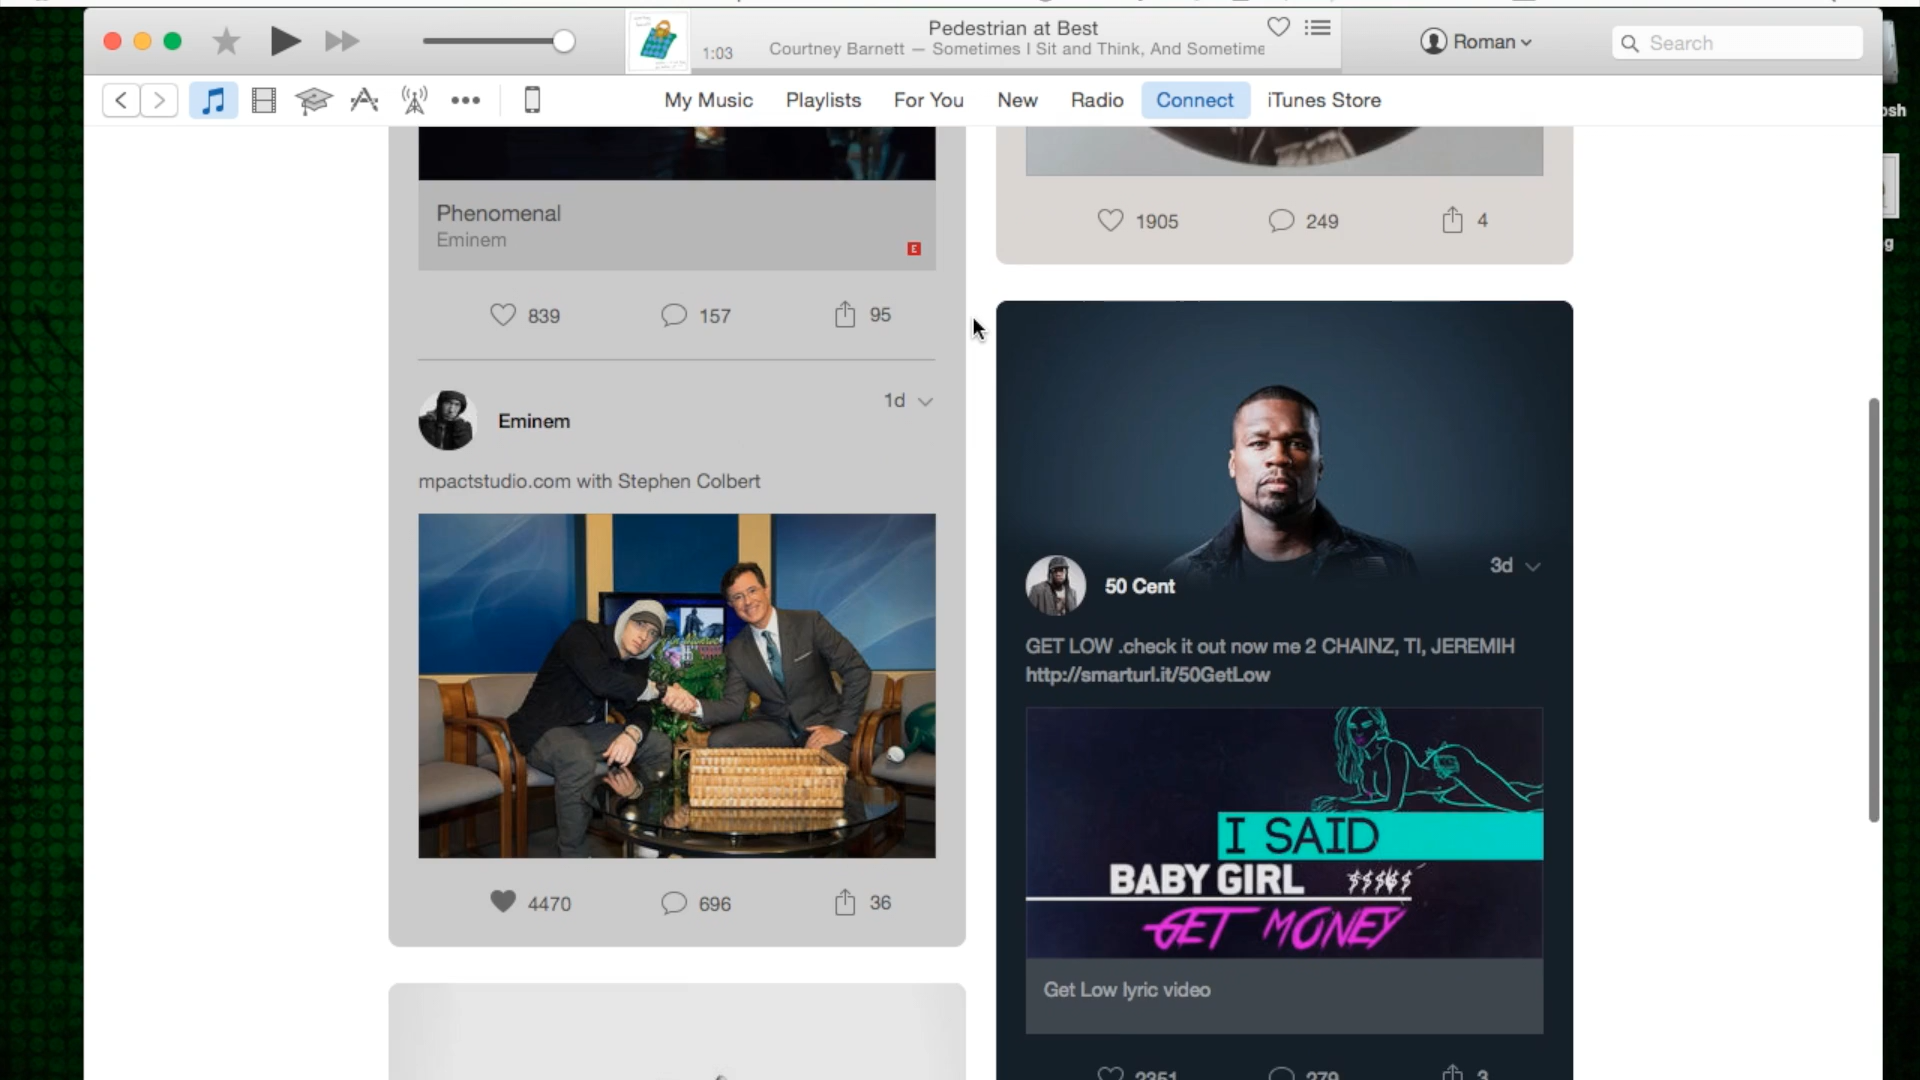 Pedestrian at Best
1:03
Courtney Barnett — Sometimes I Sit and Think, And Sometime
Roman
Search
My Music
Playlists
For You
New
Radio
Connect
iTunes Store
Phenomenal
Eminem
E
839
157
95
Eminem
1d
mpactstudio.com with Stephen Colbert
4470
696
36
1905
249
4
50 Cent
3d
GET LOW .check it out now me 2 CHAINZ, TI, JEREMIH
http://smarturl.it/50GetLow
I SAID
BABY GIRL $$$$$
GET MONEY
Get Low lyric video
2351
279
3